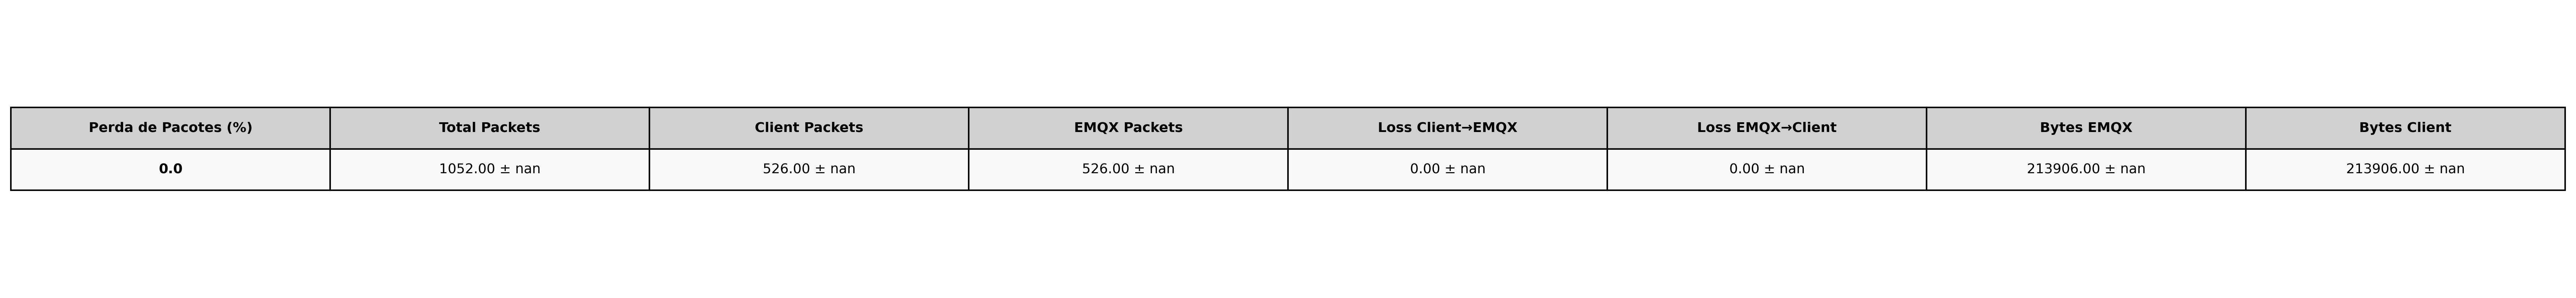 Perda de Pacotes (%) Total Packets Client Packets EMQX Packets Loss Client→EMQX Loss EMQX→Client Bytes EMQX Bytes Client
0.0 1052.00 ± nan 526.00 ± nan 526.00 ± nan 0.00 ± nan 0.00 ± nan 213906.00 ± nan 213906.00 ± nan